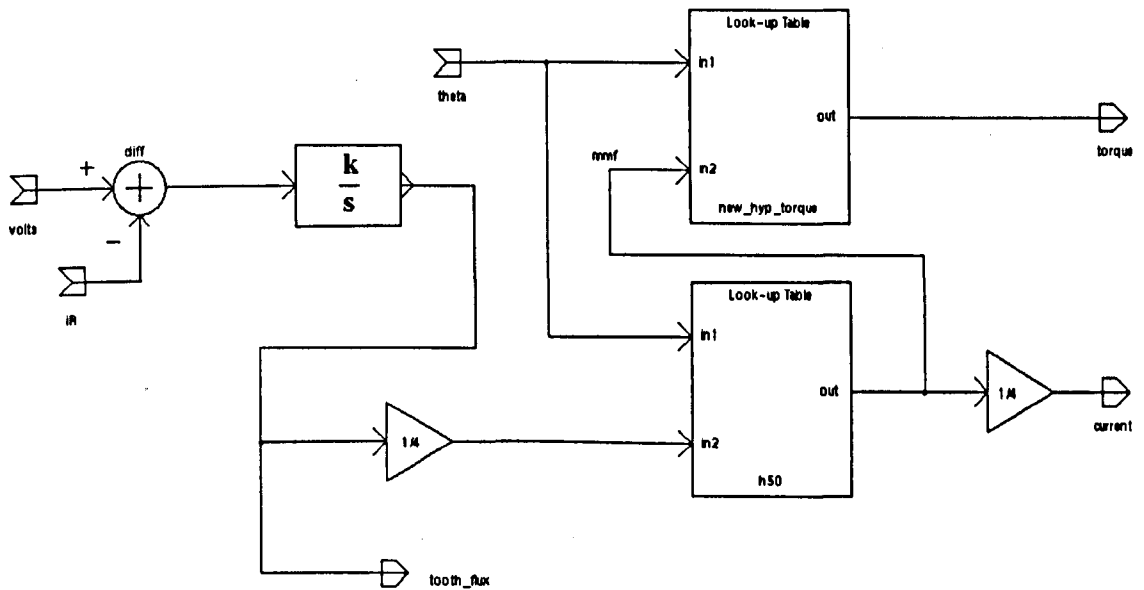 Look-up Table
in1
theta
out
torque
diff
+
mmf
in2
k
s
+
new_hyp_torque
volts
−
Look-up Table
iR
in1
out
1/4
current
1/4
in2
h50
tooth_flux